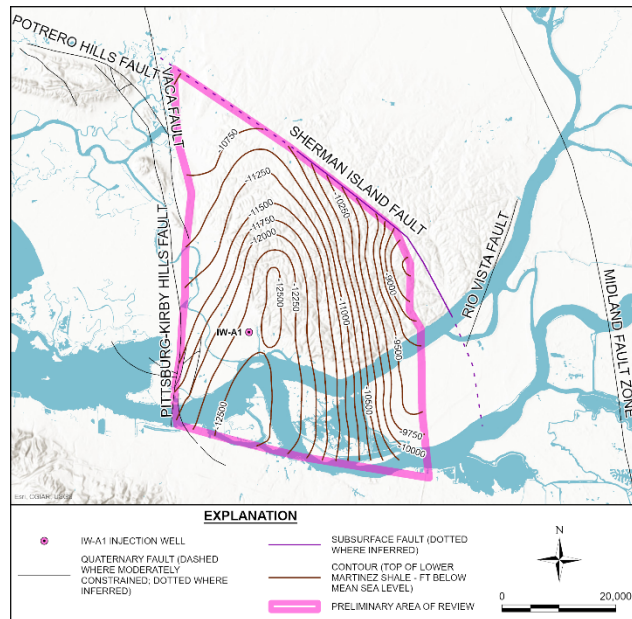 POTRERO HILLS FAULT
VACA FAULT
SHERMAN ISLAND FAULT
-10750
-11250
-11500
-11750
-12000
-10250
-9000
-12500
-12250
-11000
IW-A1
RIO VISTA FAULT
MIDLAND FAULT ZONE
PITTSBURG-KIRBY HILLS FAULT
-9500
-10500
-12500
-9750
-10000
Esri, CGIAR, USGS
EXPLANATION
IW-A1 INJECTION WELL
QUATERNARY FAULT (DASHED
WHERE MODERATELY
CONSTRAINED; DOTTED WHERE
INFERRED)
SUBSURFACE FAULT (DOTTED
WHERE INFERRED)
CONTOUR (TOP OF LOWER
MARTINEZ SHALE - FT BELOW
MEAN SEA LEVEL)
PRELIMINARY AREA OF REVIEW
N
0 20,000